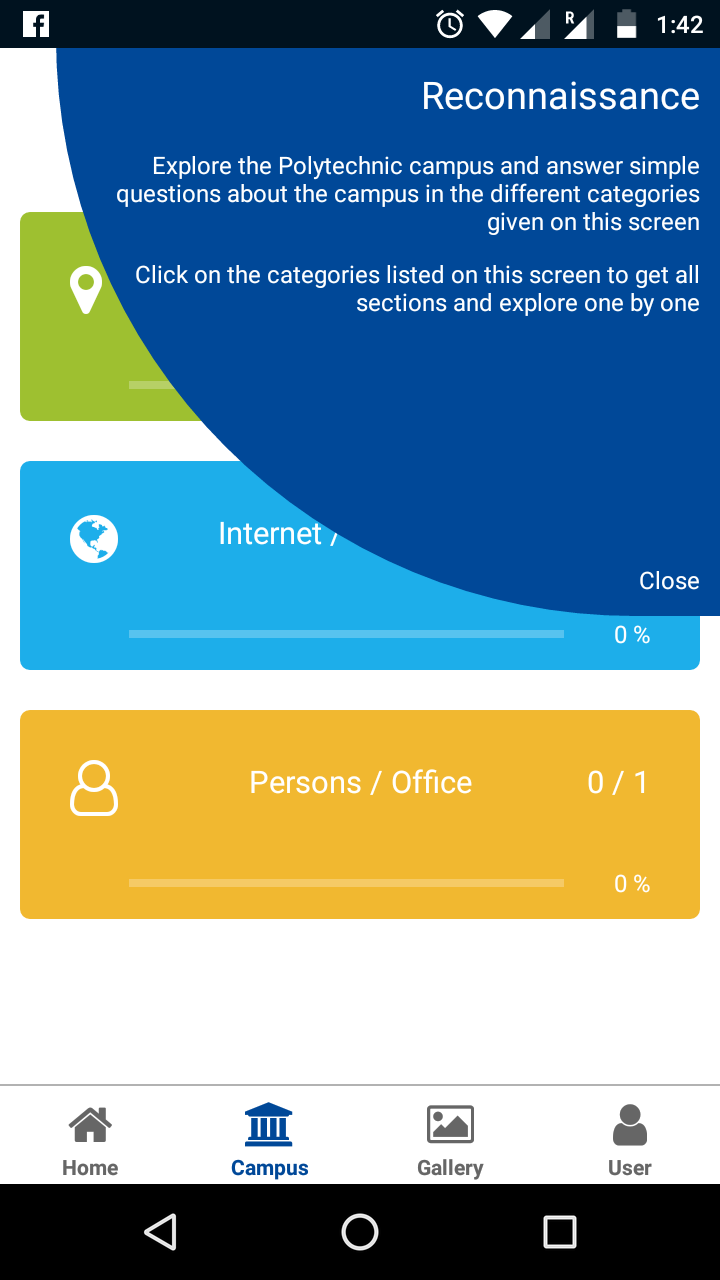 1:42
Reconnaissance
Explore the Polytechnic campus and answer simple
questions about the campus in the different categories
given on this screen
Click on the categories listed on this screen to get all
sections and explore one by one
Internet /
Close
0 %
Persons / Office 0 / 1
0 %
Home Campus Gallery User